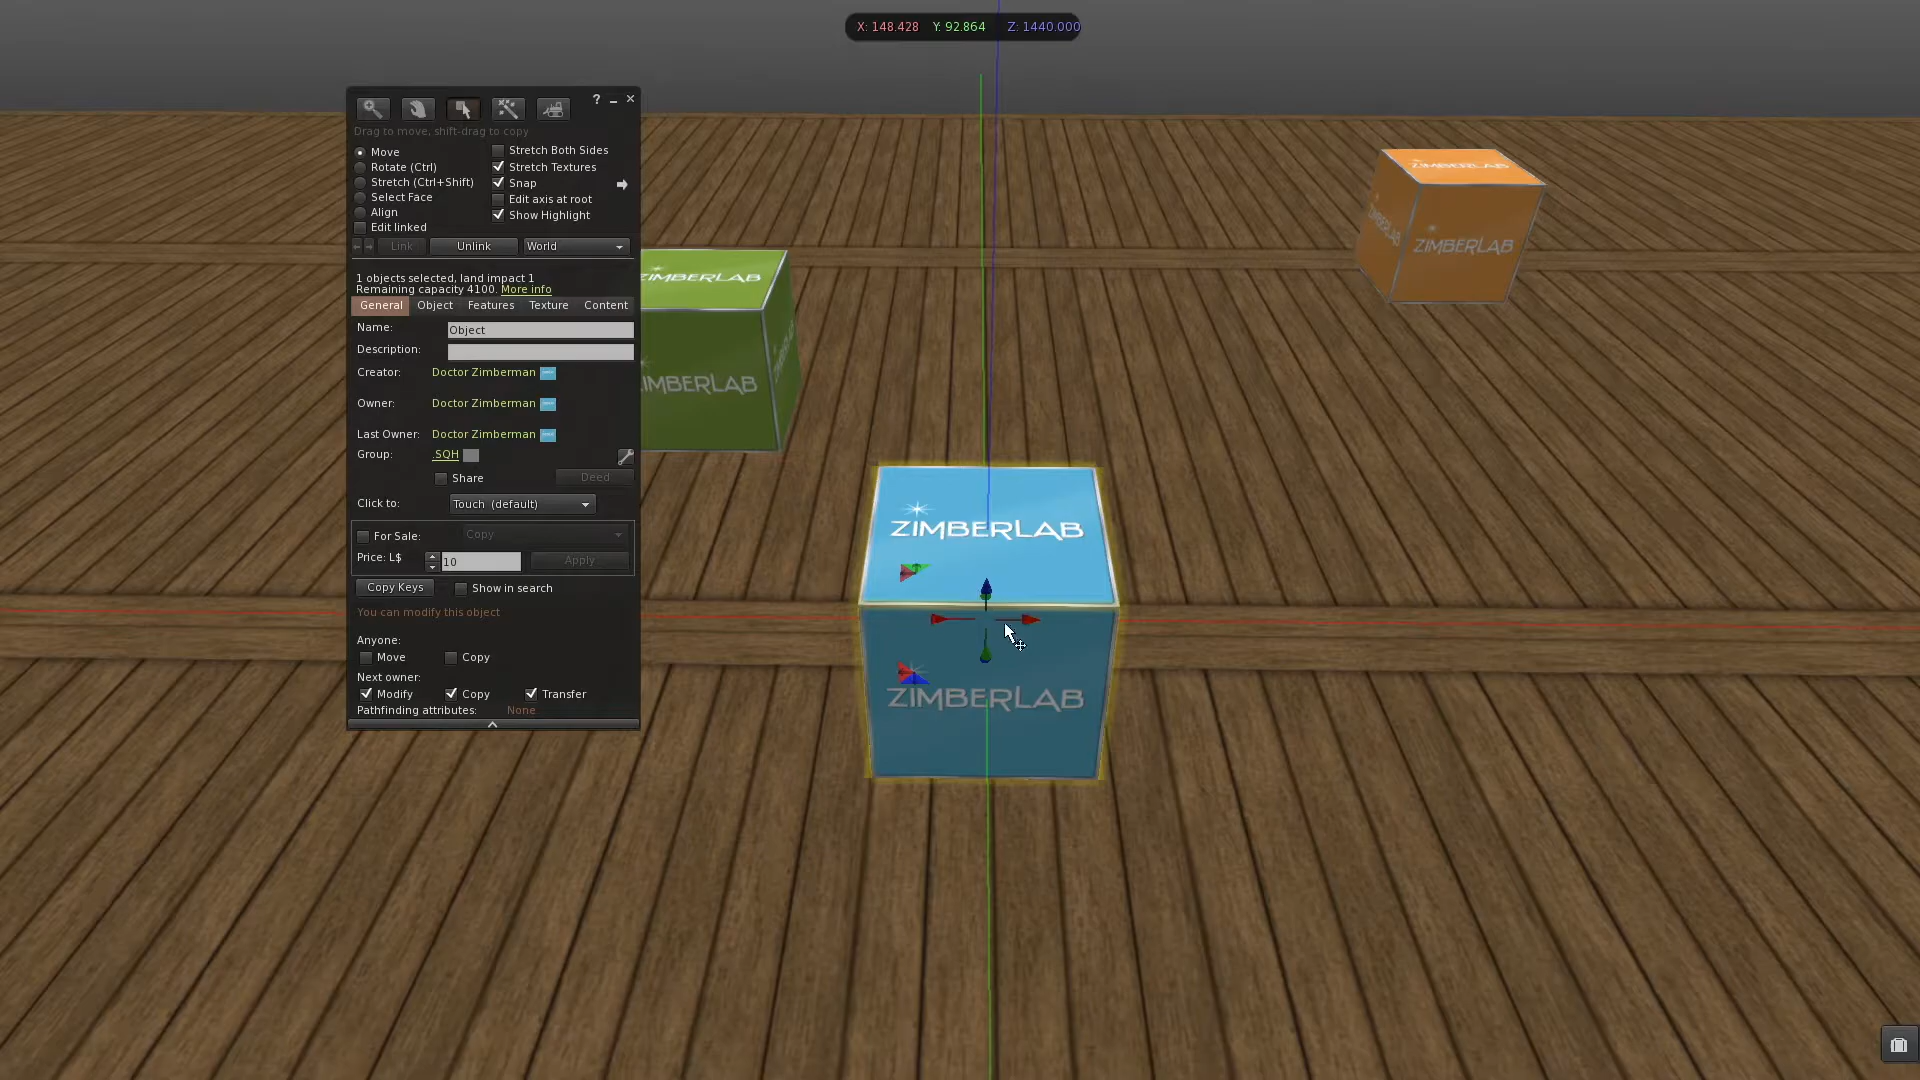 X: 148.428 Y: 92.864 Z: 1440.000
? _ ×
Drag to move, shift-drag to copy
Move
Rotate (Ctrl)
Stretch (Ctrl+Shift)
Select Face
Align
Edit linked
Stretch Both Sides
Stretch Textures
Snap
Edit axis at root
Show Highlight
Link Unlink World
1 objects selected, land impact 1
Remaining capacity 4100. More info
General Object Features Texture Content
Name: Object
Description:
Creator: Doctor Zimberman
Owner: Doctor Zimberman
Last Owner: Doctor Zimberman
Group: .SQH
Share Deed
Click to: Touch (default)
For Sale: Copy
Price: L$ 10 Apply
Copy Keys Show in search
You can modify this object
Anyone:
Move Copy
Next owner:
Modify Copy Transfer
Pathfinding attributes: None
ZIMBERLAB
ZIMBERLAB
ZIMBERLAB
ZIMBERLAB
ZIMBERLAB
ZIMBERLAB